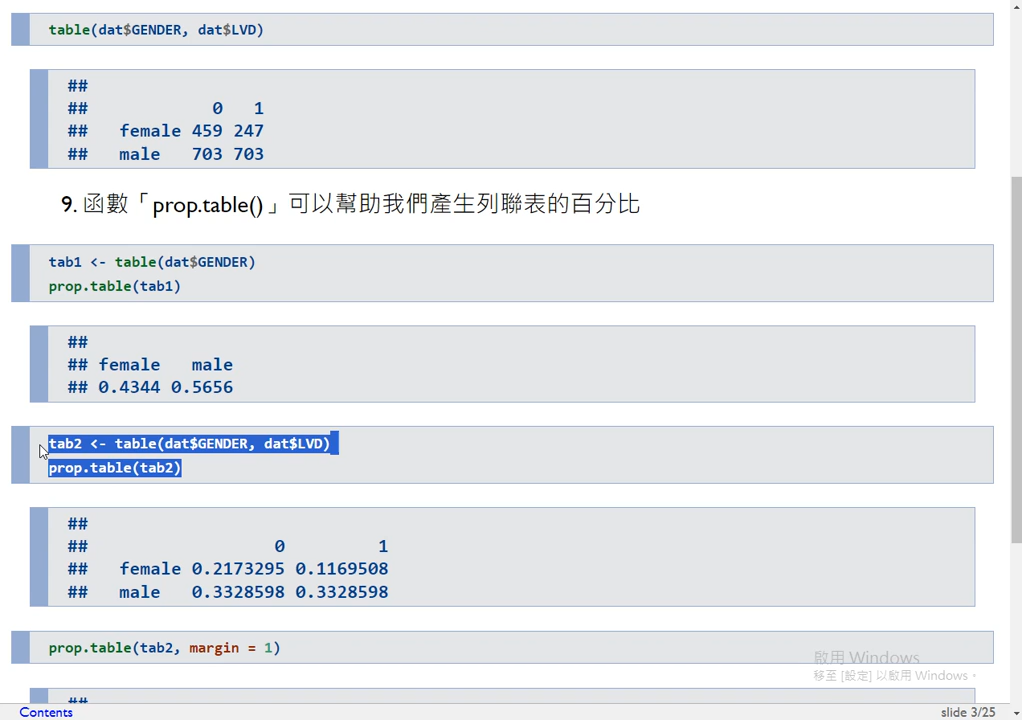 table(dat$GENDER, dat$LVD)
##
##           0   1
##   female 459 247
##   male   703 703
9. 函數「prop.table()」可以幫助我們產生列聯表的百分比
tab1 <- table(dat$GENDER)
prop.table(tab1)
##
## female   male
## 0.4344 0.5656
tab2 <- table(dat$GENDER, dat$LVD)
prop.table(tab2)
##
##                  0         1
##   female 0.2173295 0.1169508
##   male   0.3328598 0.3328598
prop.table(tab2, margin = 1)
啟用 Windows
移至 [設定] 以啟用 Windows。
##
Contents
slide 3/25